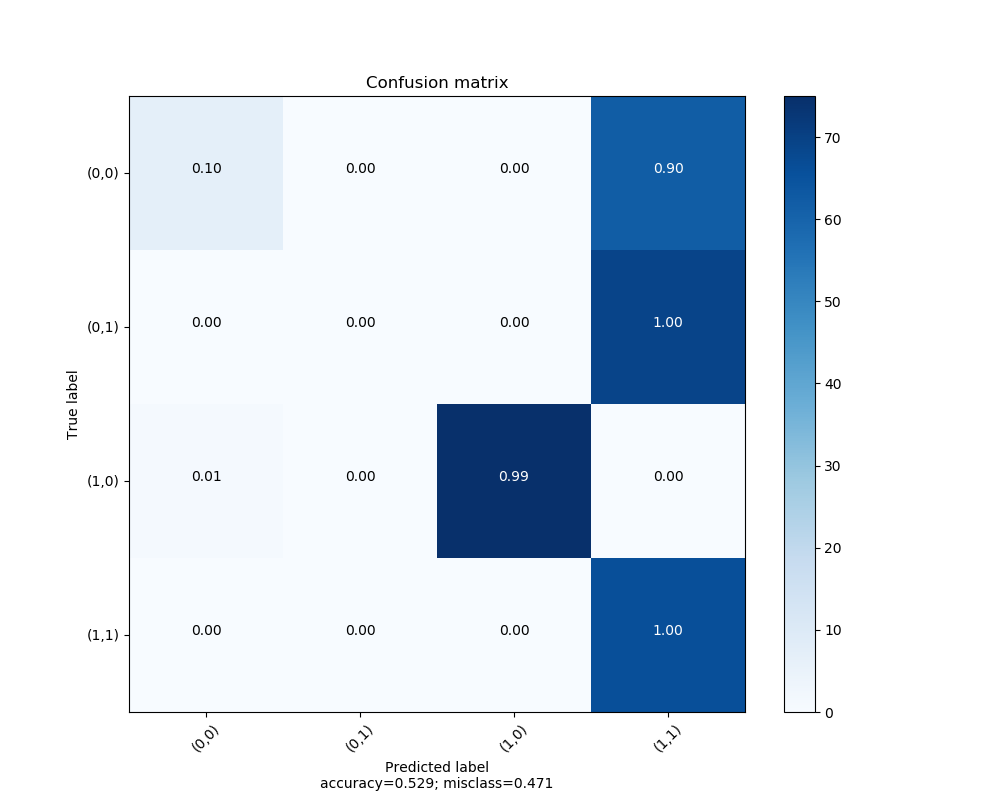 Confusion matrix
(0,0) 0.10 0.00 0.00 0.90
(0,1) 0.00 0.00 0.00 1.00
(1,0) 0.01 0.00 0.99 0.00
(1,1) 0.00 0.00 0.00 1.00
True label
(0,0) (0,1) (1,0) (1,1)
Predicted label
accuracy=0.529; misclass=0.471
70
60
50
40
30
20
10
0